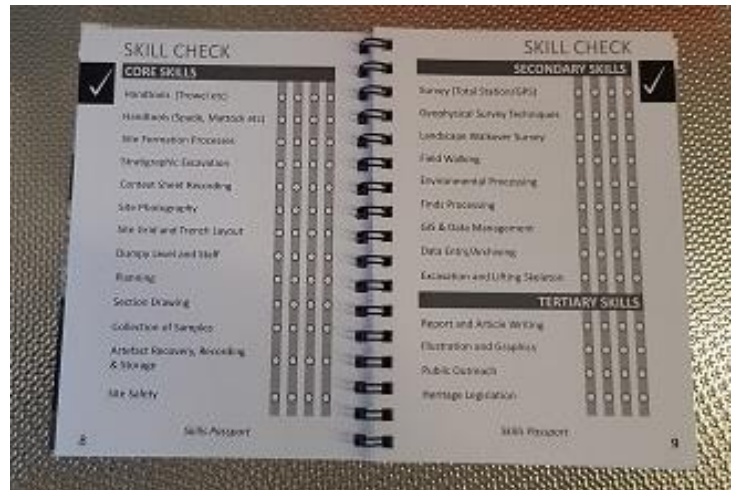 SKILL CHECK
CORE SKILLS
Handtools (Trowel etc)
Handtools (Spade, Mattock etc)
Site Formation Processes
Stratigraphic Excavation
Context Sheet Recording
Site Photography
Site Grid and Trench Layout
Dumpy Level and Staff
Planning
Section Drawing
Collection of Samples
Artefact Recovery, Recording
& Storage
Site Safety
Skills Passport
8
SKILL CHECK
SECONDARY SKILLS
Survey (Total Station/GPS)
Geophysical Survey Techniques
Landscape Walkover Survey
Field Walking
Environmental Processing
Finds Processing
GIS & Data Management
Data Entry/Archiving
Excavation and Lifting Skeleton
TERTIARY SKILLS
Report and Article Writing
Illustration and Graphics
Public Outreach
Heritage Legislation
Skills Passport
9